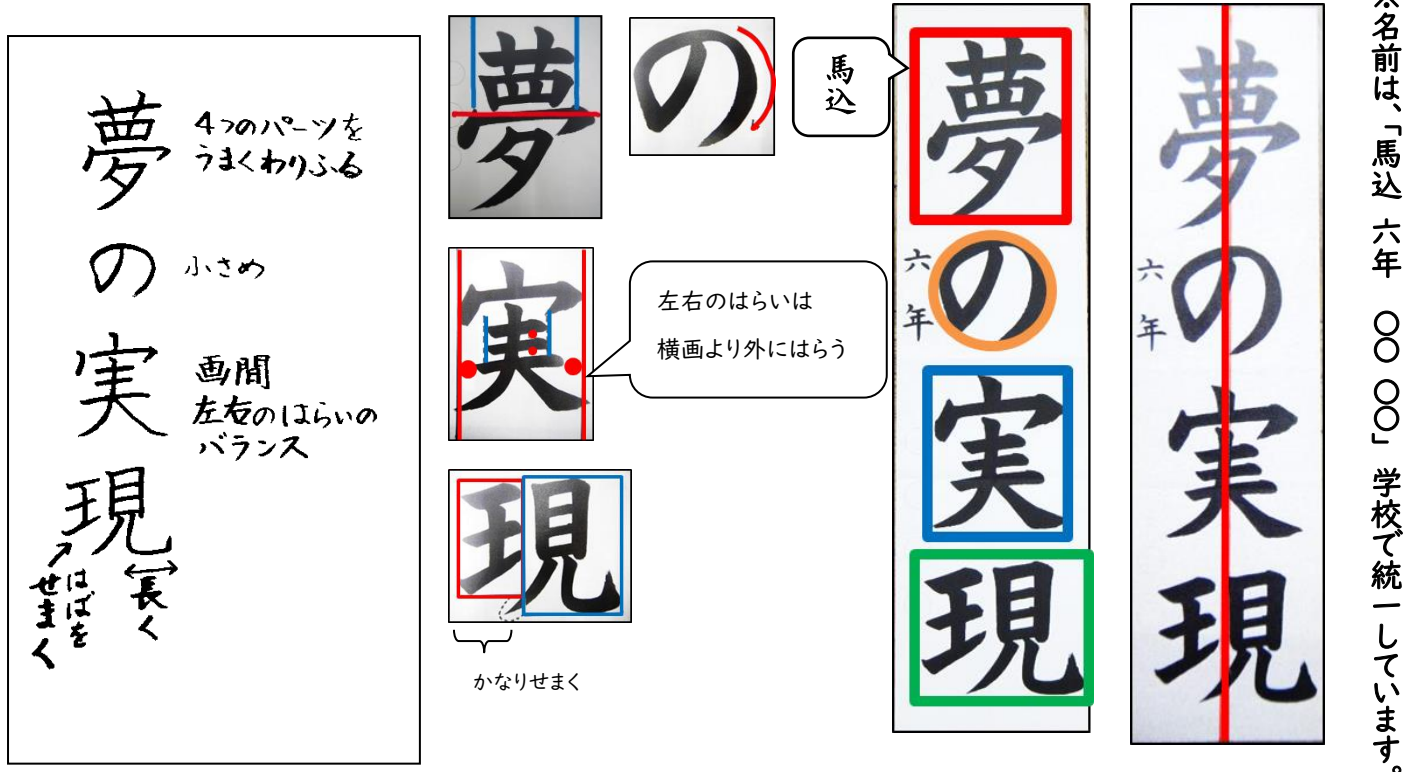 ※名前は、「馬込 六年 〇〇 〇〇」学校で統一しています。
夢の実現
六年
夢の実現
六年
馬込
夢
の
実
左右のはらいは
横画より外にはらう
現
かなりせまく
夢
4つのパーツを
うまくわりふる
の
小さめ
実
画間
左右のはらいの
バランス
現
長く
はばを
せまく